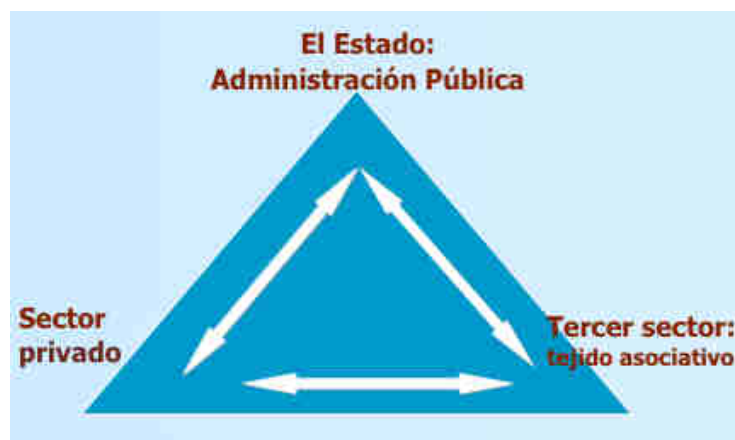 El Estado:
Administración Pública
Sector
privado
Tercer sector:
tejido asociativo